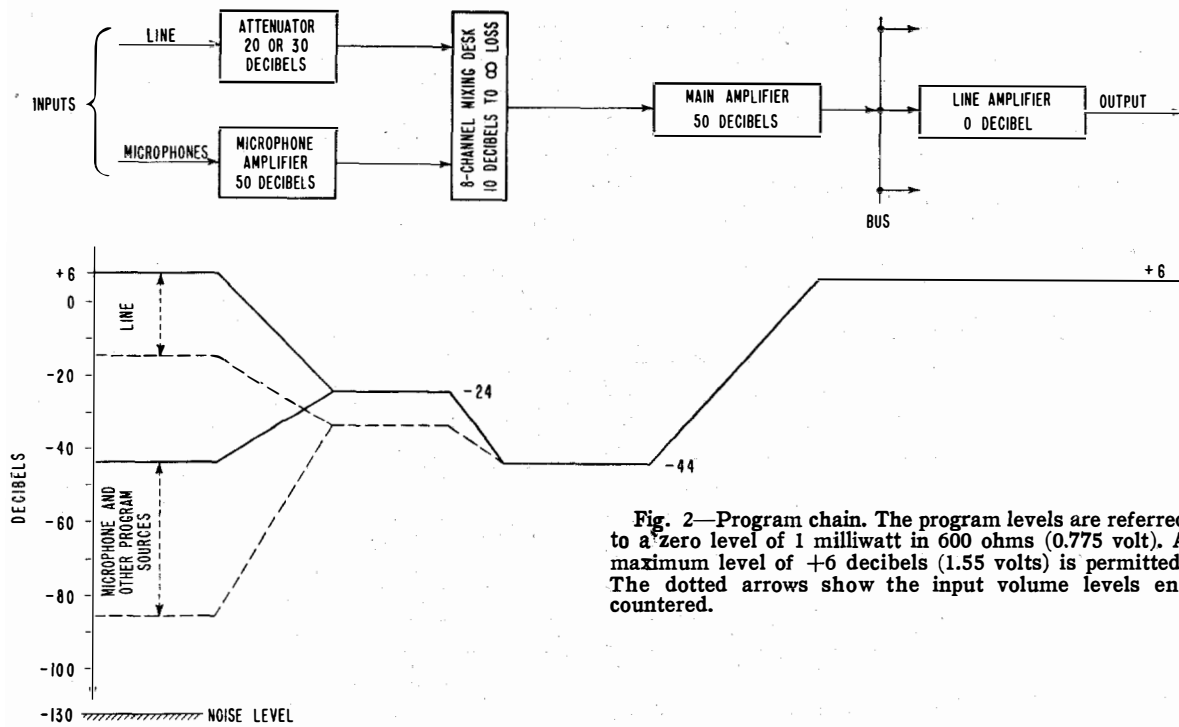 LINE
ATTENUATOR
20 OR 30
DECIBELS
INPUTS
MICROPHONES
MICROPHONE
AMPLIFIER
50 DECIBELS
8-CHANNEL MIXING DESK
10 DECIBELS TO ∞ LOSS
MAIN AMPLIFIER
50 DECIBELS
LINE AMPLIFIER
0 DECIBEL
OUTPUT
BUS
+6
0
-20
-40
-60
-80
-100
-130
DECIBELS
LINE
MICROPHONE AND
OTHER PROGRAM
SOURCES
-24
-44
+6
NOISE LEVEL
Fig. 2—Program chain. The program levels are referred
to a zero level of 1 milliwatt in 600 ohms (0.775 volt). A
maximum level of +6 decibels (1.55 volts) is permitted.
The dotted arrows show the input volume levels en-
countered.